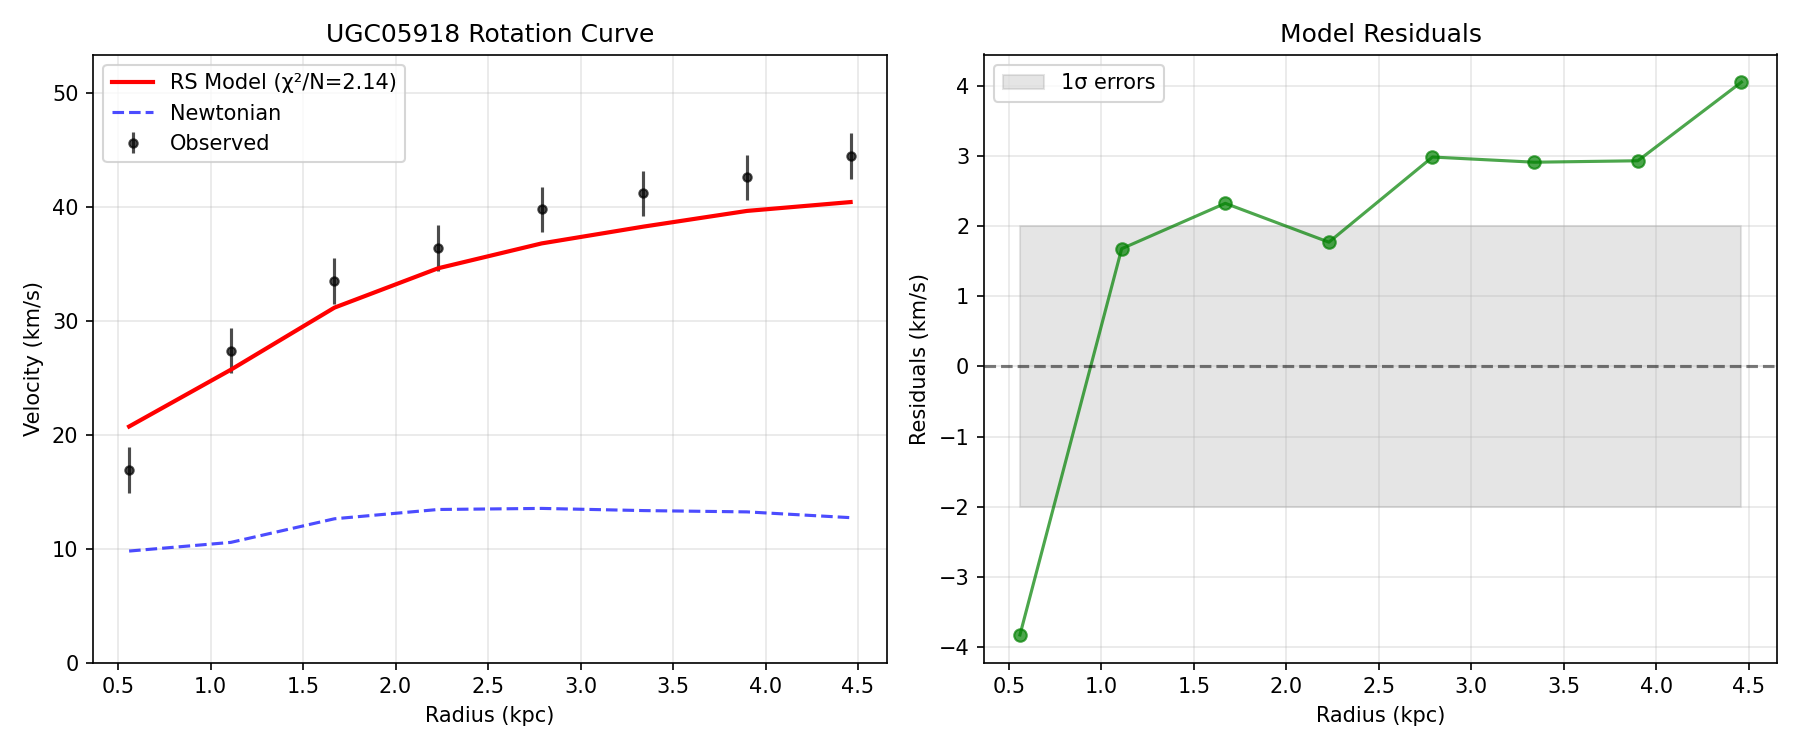 UGC05918 Rotation Curve
RS Model (χ²/N=2.14)
Newtonian
Observed
50
40
30
20
10
0
Velocity (km/s)
0.5 1.0 1.5 2.0 2.5 3.0 3.5 4.0 4.5
Radius (kpc)
Model Residuals
1σ errors
4
3
2
1
0
−1
−2
−3
−4
Residuals (km/s)
0.5 1.0 1.5 2.0 2.5 3.0 3.5 4.0 4.5
Radius (kpc)